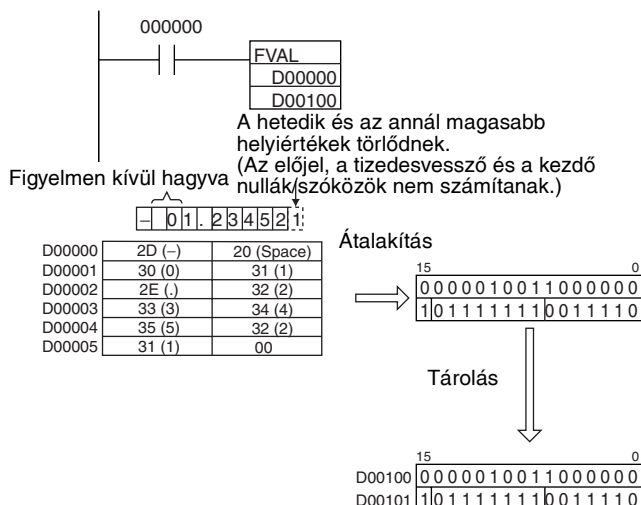 000000
FVAL
D00000
D00100
A hetedik és az annál magasabb
helyiértékek törlődnek.
(Az előjel, a tizedesvessző és a kezdő
nullák/szóközök nem számítanak.)
Figyelmen kívül hagyva
– 0 1 . 2 3 4 5 2 1
D00000 2D (–) 20 (Space)
D00001 30 (0) 31 (1)
D00002 2E (.) 32 (2)
D00003 33 (3) 34 (4)
D00004 35 (5) 32 (2)
D00005 31 (1) 00
Átalakítás
15 0
0 0 0 0 0 1 0 0 1 1 0 0 0 0 0 0
1 0 1 1 1 1 1 1 1 0 0 1 1 1 1 0
Tárolás
15 0
D00100 0 0 0 0 0 1 0 0 1 1 0 0 0 0 0 0
D00101 1 0 1 1 1 1 1 1 1 0 0 1 1 1 1 0